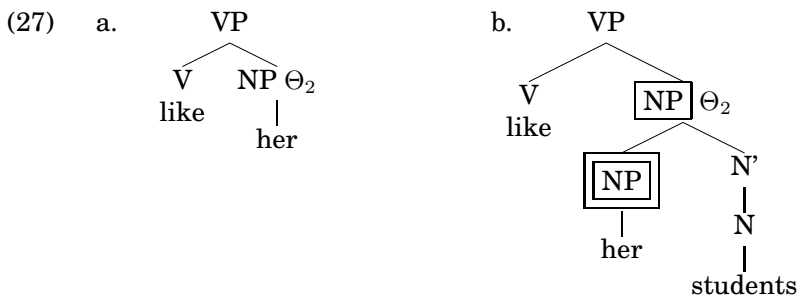 (27) a. VP b. VP
V NP Θ₂ V NP Θ₂
like her like
NP N’
her N
students